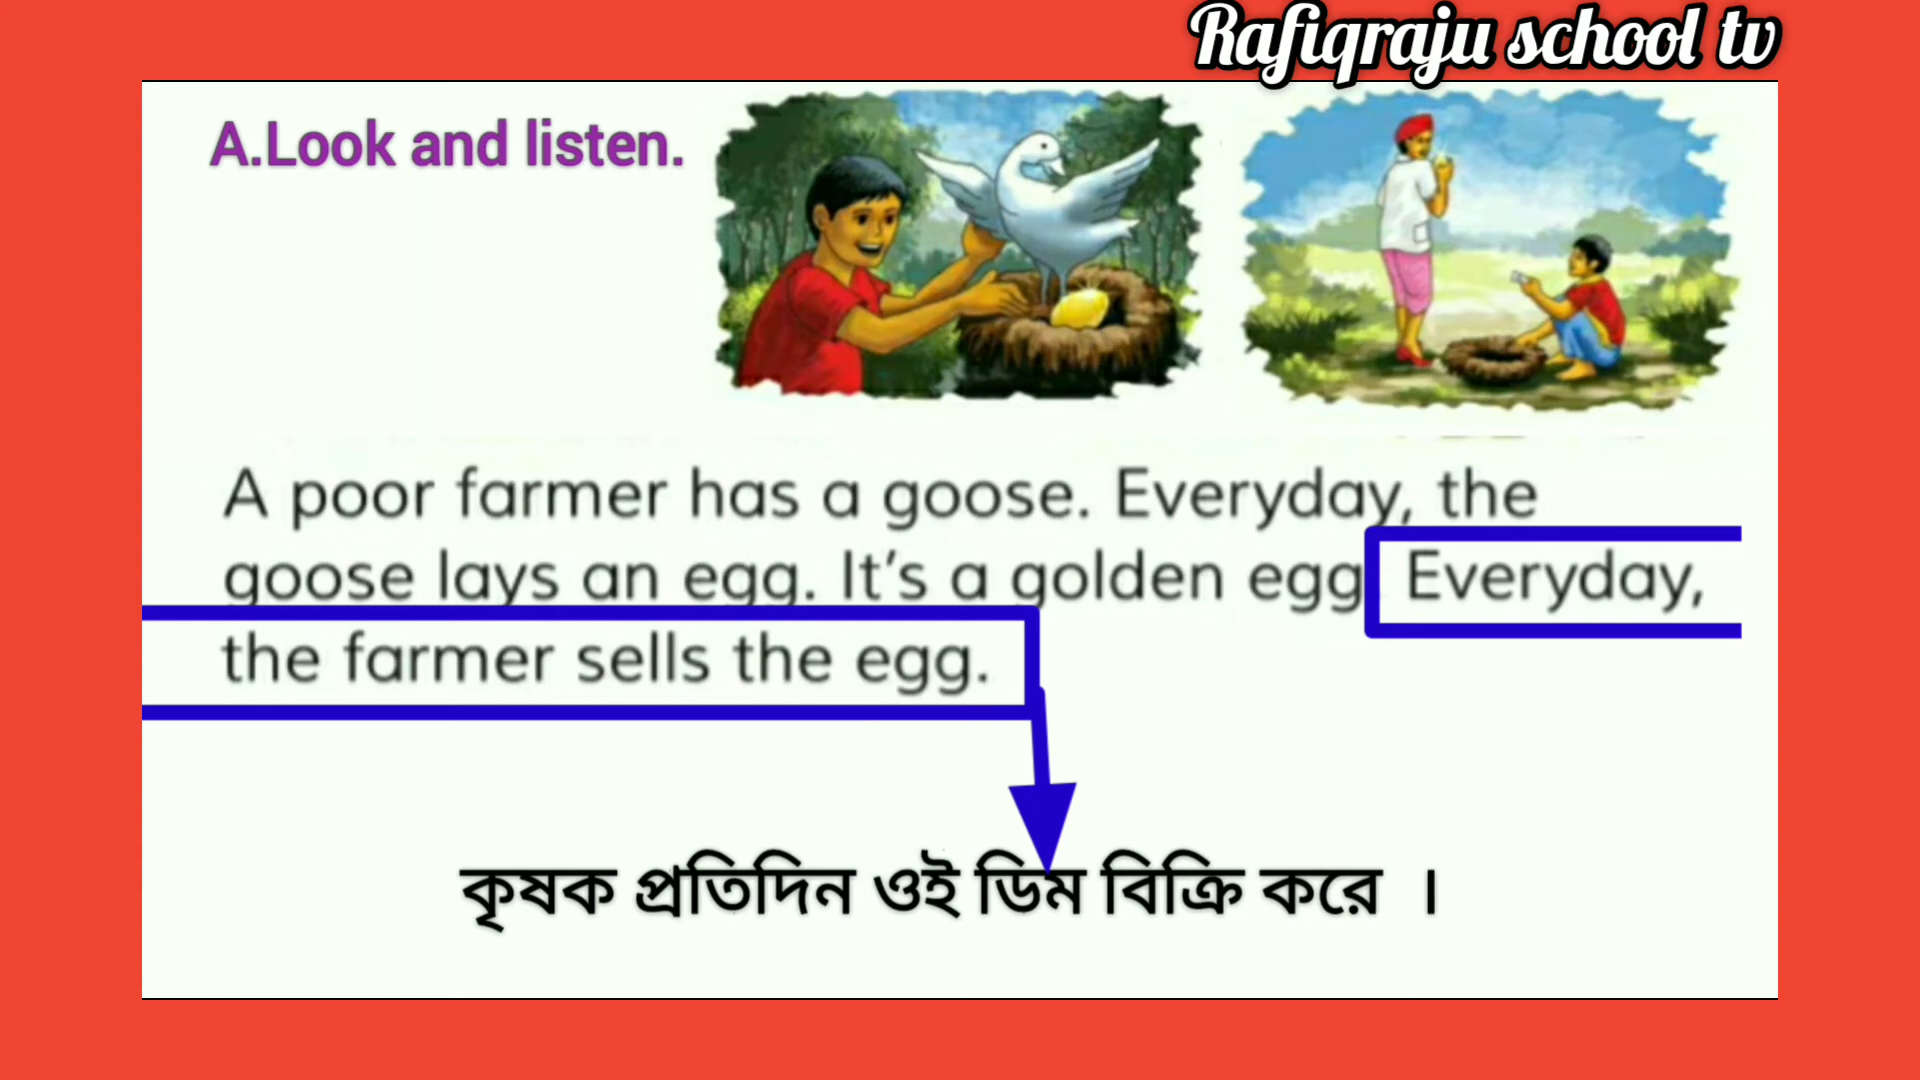 Rafiqraju school tv
A.Look and listen.
A poor farmer has a goose. Everyday, the
goose lays an egg. It's a golden egg Everyday,
the farmer sells the egg.
কৃষক প্রতিদিন ওই ডিম বিক্রি করে ।